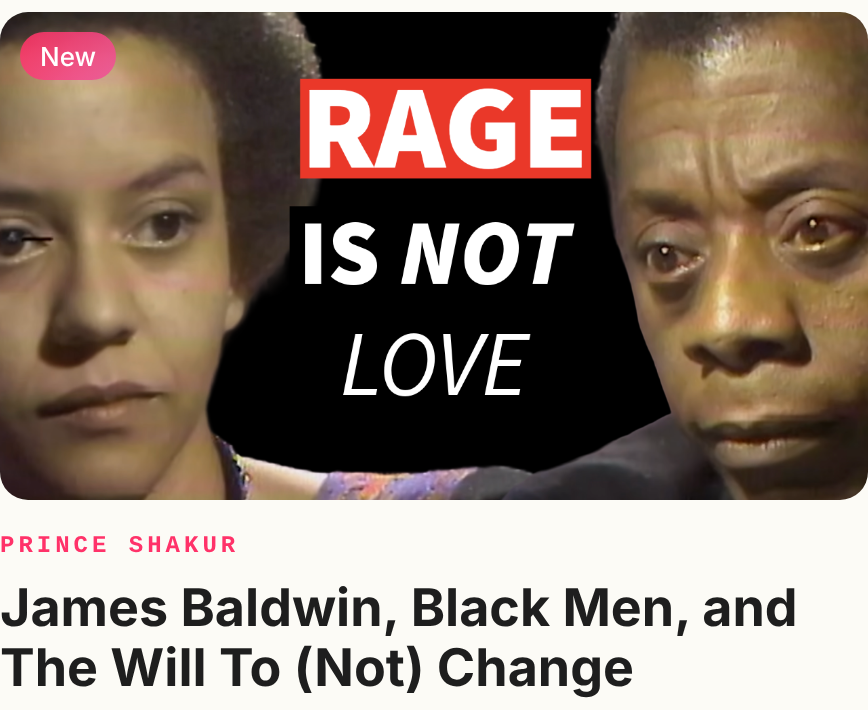 New
RAGE
IS NOT
LOVE
PRINCE SHAKUR
James Baldwin, Black Men, and
The Will To (Not) Change